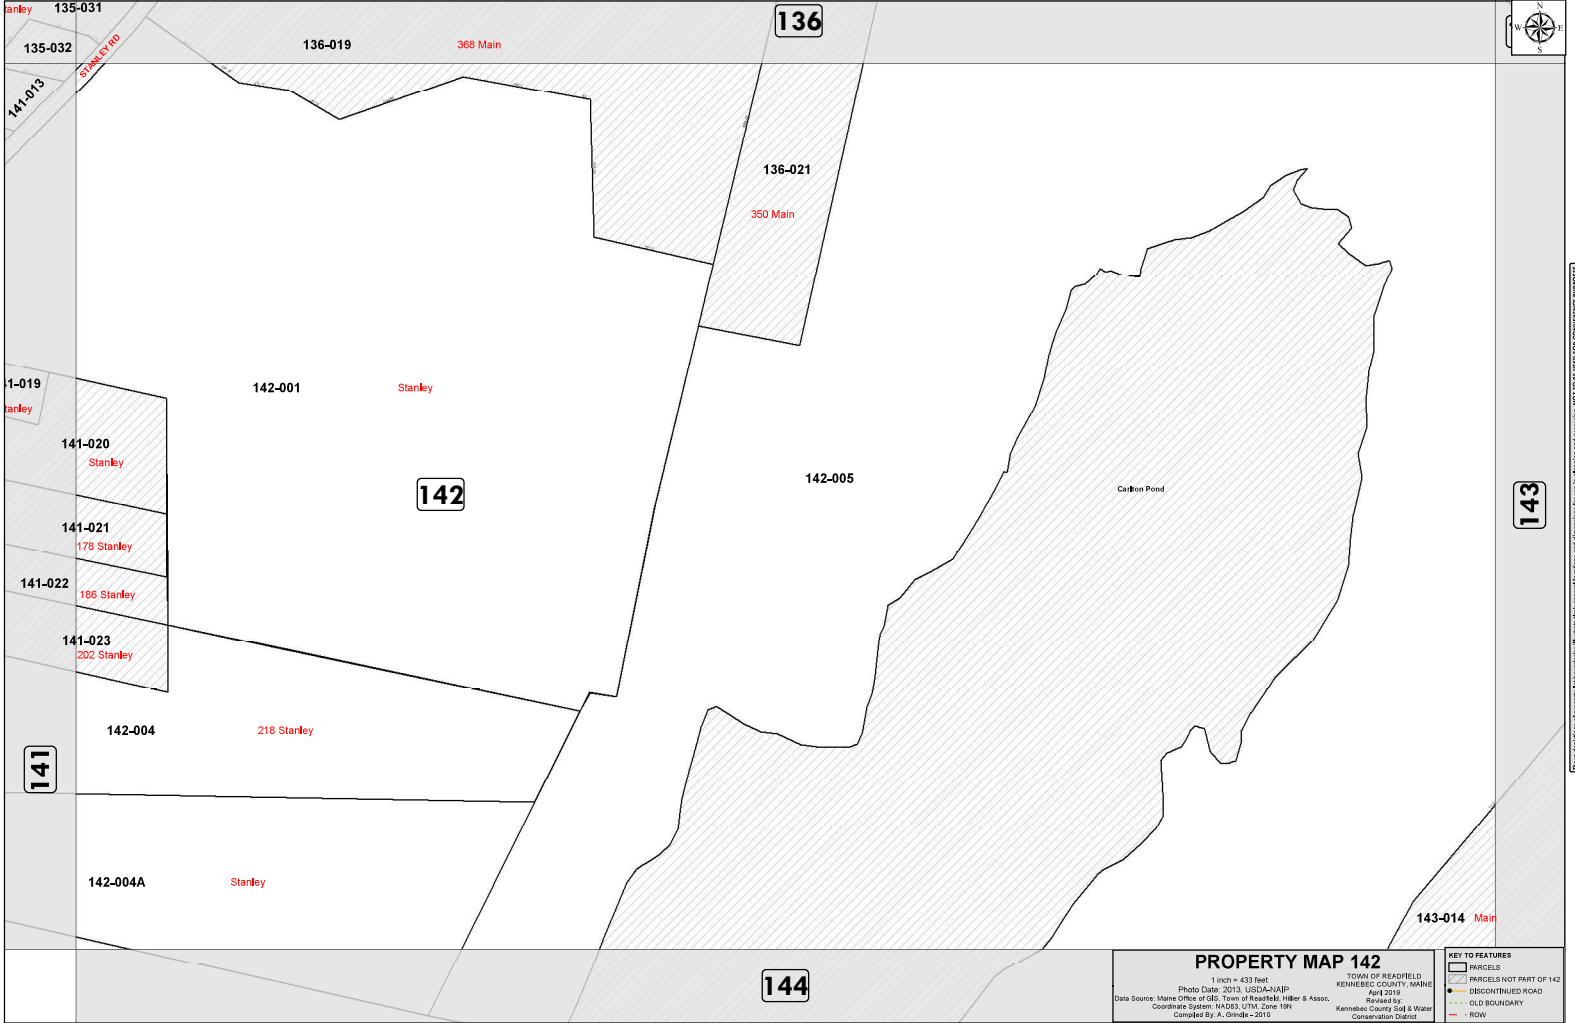 anley
135-031
135-032
STANLEY RD
141-013
136-019
368 Main
136
N
W
E
S
136-021
350 Main
1-019
tanley
142-001
Stanley
141-020
Stanley
142
142-005
Carlton Pond
143
141-021
178 Stanley
141-022
186 Stanley
141-023
202 Stanley
142-004
218 Stanley
141
142-004A
Stanley
143-014
Main
144
PROPERTY MAP 142
1 inch = 433 feet
Photo Date: 2013, USDA-NAIP
Data Source: Maine Office of GIS, Town of Readfield, Hillier & Assoc.
Coordinate System: NAD83, UTM, Zone 19N
Compiled By: A. Grindle - 2010
TOWN OF READFIELD
KENNEBEC COUNTY, MAINE
April 2019
Revised by:
Kennebec County Soil & Water
Conservation District
KEY TO FEATURES
PARCELS
PARCELS NOT PART OF 142
DISCONTINUED ROAD
OLD BOUNDARY
ROW